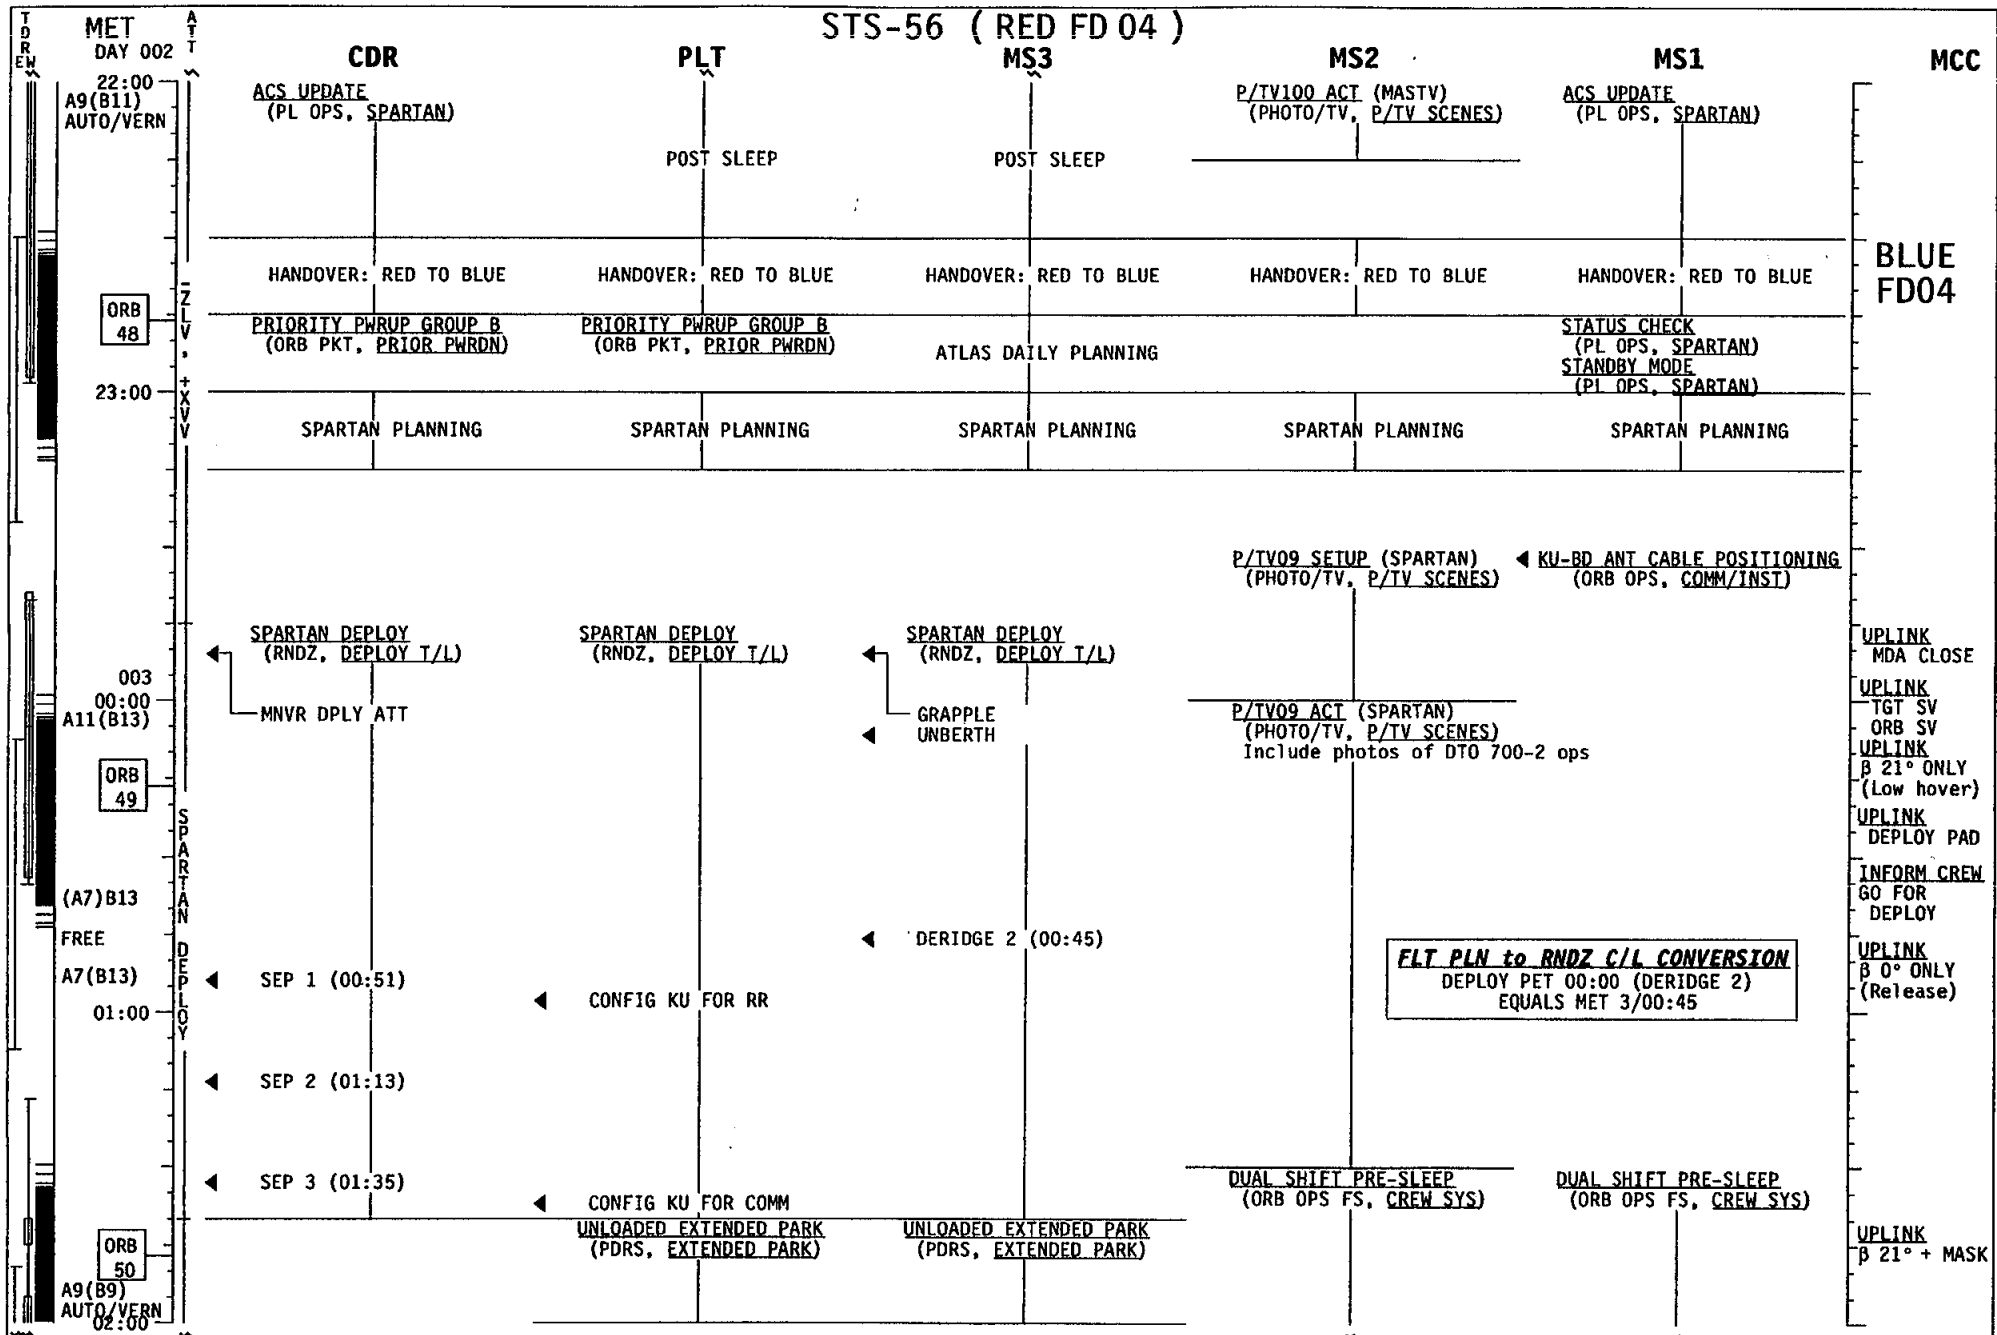 STS-56 ( RED FD 04 )
TDRE W
MET
DAY 002
ATT
CDR
PLT
MS3
MS2
MS1
MCC
22:00
A9(B11)
AUTO/VERN
ACS UPDATE
(PL OPS, SPARTAN)
POST SLEEP
POST SLEEP
P/TV100 ACT (MASTV)
(PHOTO/TV, P/TV SCENES)
ACS UPDATE
(PL OPS, SPARTAN)
HANDOVER: RED TO BLUE
HANDOVER: RED TO BLUE
HANDOVER: RED TO BLUE
HANDOVER: RED TO BLUE
HANDOVER: RED TO BLUE
BLUE
FD04
ORB
48
-ZLV, +XVV
PRIORITY PWRUP GROUP B
(ORB PKT, PRIOR PWRDN)
PRIORITY PWRUP GROUP B
(ORB PKT, PRIOR PWRDN)
ATLAS DAILY PLANNING
STATUS CHECK
(PL OPS, SPARTAN)
STANDBY MODE
(PL OPS, SPARTAN)
23:00
SPARTAN PLANNING
SPARTAN PLANNING
SPARTAN PLANNING
SPARTAN PLANNING
SPARTAN PLANNING
P/TV09 SETUP (SPARTAN)
(PHOTO/TV, P/TV SCENES)
KU-BD ANT CABLE POSITIONING
(ORB OPS, COMM/INST)
SPARTAN DEPLOY
(RNDZ, DEPLOY T/L)
SPARTAN DEPLOY
(RNDZ, DEPLOY T/L)
SPARTAN DEPLOY
(RNDZ, DEPLOY T/L)
UPLINK
MDA CLOSE
003
00:00
A11(B13)
MNVR DPLY ATT
GRAPPLE
UNBERTH
P/TV09 ACT (SPARTAN)
(PHOTO/TV, P/TV SCENES)
Include photos of DTO 700-2 ops
UPLINK
TGT SV
ORB SV
UPLINK
β 21° ONLY
(Low hover)
ORB
49
SPARTAN DEPLOY
UPLINK
DEPLOY PAD
(A7)B13
INFORM CREW
GO FOR
DEPLOY
FREE
DERIDGE 2 (00:45)
A7(B13)
SEP 1 (00:51)
CONFIG KU FOR RR
FLT PLN to RNDZ C/L CONVERSION
DEPLOY PET 00:00 (DERIDGE 2)
EQUALS MET 3/00:45
UPLINK
β 0° ONLY
(Release)
01:00
SEP 2 (01:13)
SEP 3 (01:35)
CONFIG KU FOR COMM
DUAL SHIFT PRE-SLEEP
(ORB OPS FS, CREW SYS)
DUAL SHIFT PRE-SLEEP
(ORB OPS FS, CREW SYS)
UNLOADED EXTENDED PARK
(PDRS, EXTENDED PARK)
UNLOADED EXTENDED PARK
(PDRS, EXTENDED PARK)
UPLINK
β 21° + MASK
ORB
50
A9(B9)
AUTO/VERN
02:00